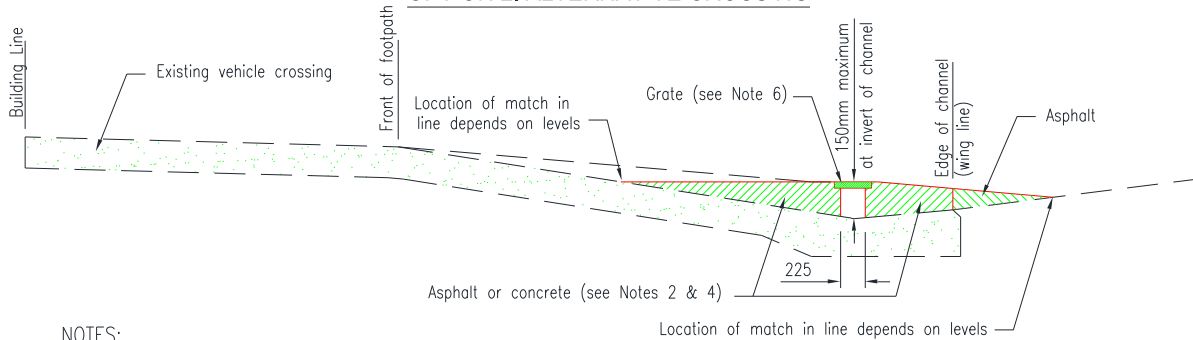 Building Line
Existing vehicle crossing
Front of footpath
Location of match in
line depends on levels
Grate (see Note 6)
150mm maximum
at invert of channel
Edge of channel
(wing line)
Asphalt
225
Asphalt or concrete (see Notes 2 & 4)
Location of match in line depends on levels
NOTES: